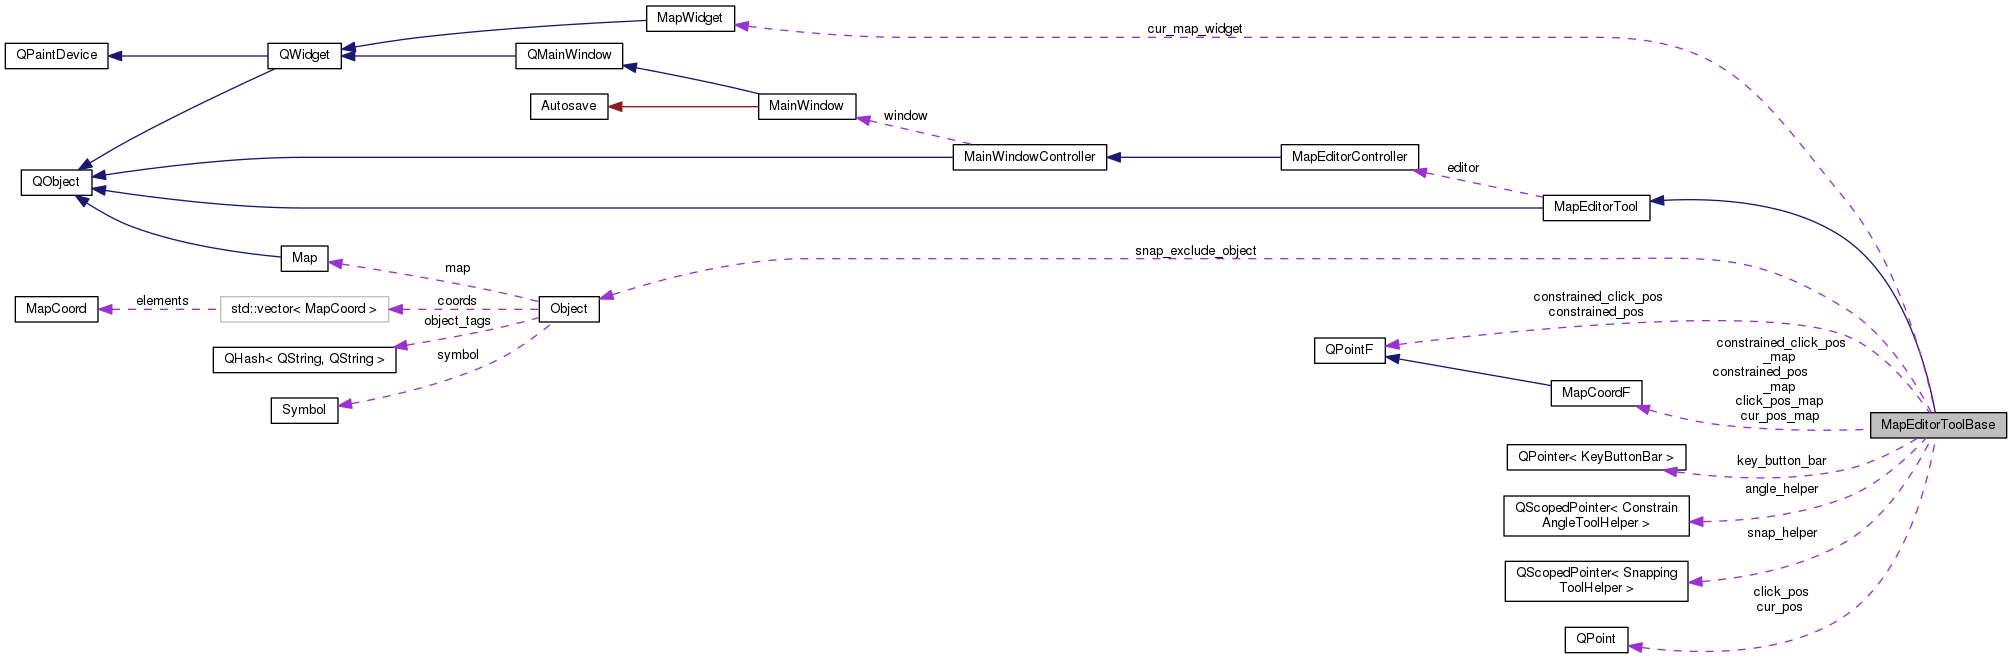 MapWidget
cur_map_widget
QPaintDevice
QWidget
QMainWindow
Autosave
MainWindow
window
MainWindowController
MapEditorController
editor
QObject
MapEditorTool
Map
map
snap_exclude_object
MapCoord
elements
std::vector< MapCoord >
coords
Object
object_tags
QHash< QString, QString >
symbol
Symbol
constrained_click_pos
constrained_pos
QPointF
constrained_click_pos
_map
constrained_pos
_map
click_pos_map
cur_pos_map
MapCoordF
MapEditorToolBase
QPointer< KeyButtonBar >
key_button_bar
angle_helper
QScopedPointer< Constrain
AngleToolHelper >
snap_helper
QScopedPointer< Snapping
ToolHelper >
click_pos
cur_pos
QPoint